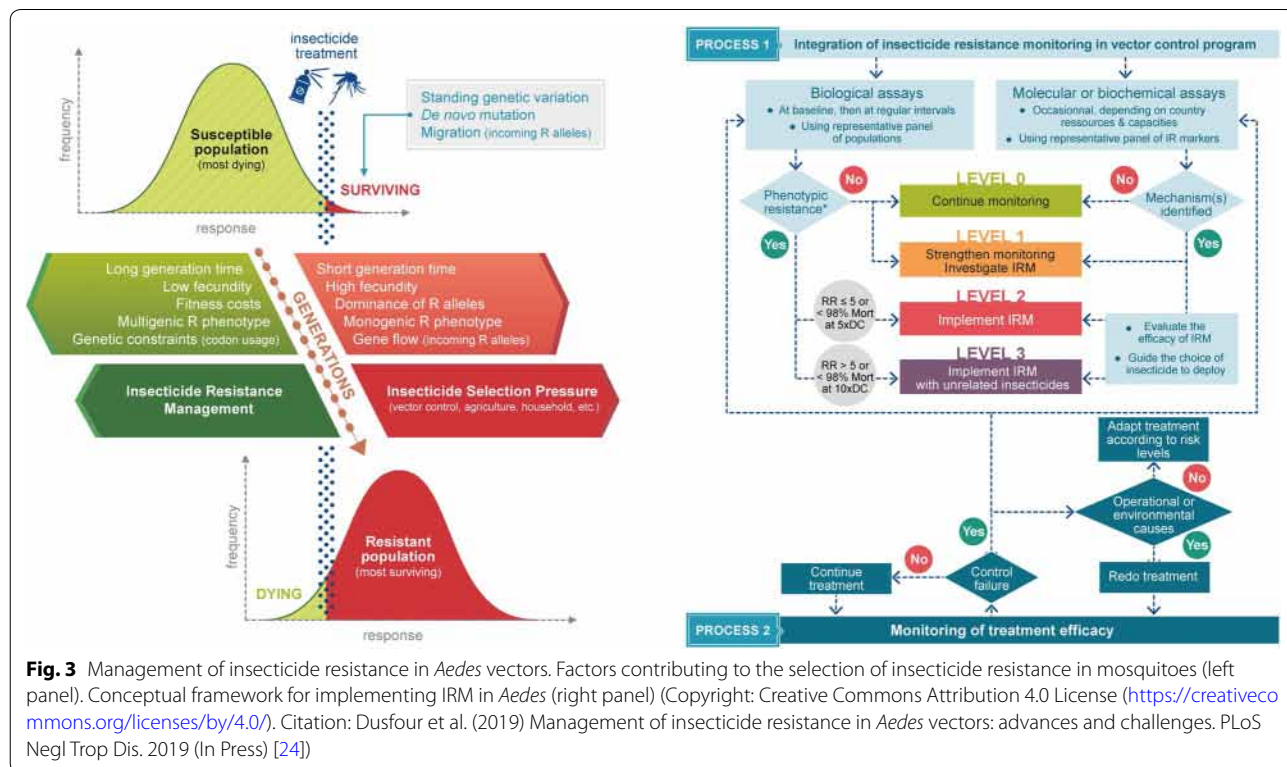 insecticide
treatment
frequency
Susceptible
population
(most dying)
Standing genetic variation
De novo mutation
Migration (incoming R alleles)
SURVIVING
response
Long generation time
Low fecundity
Fitness costs
Multigenic R phenotype
Genetic constraints (codon usage)
GENERATIONS
Short generation time
High fecundity
Dominance of R alleles
Monogenic R phenotype
Gene flow (incoming R alleles)
Insecticide Resistance
Management
Insecticide Selection Pressure
(vector control, agriculture, household, etc.)
frequency
Resistant
population
(most surviving)
DYING
response
PROCESS 1
Integration of insecticide resistance monitoring in vector control program
Biological assays
• At baseline, then at regular intervals
• Using representative panel
of populations
Molecular or biochemical assays
• Occasionnal, depending on country
ressources & capacities
• Using representative panel of IR markers
Phenotypic
resistance*
No
Yes
LEVEL 0
Continue monitoring
No
Mechanism(s)
identified
Yes
LEVEL 1
Strengthen monitoring
Investigate IRM
RR ≤ 5 or
< 98% Mort
at 5xDC
LEVEL 2
Implement IRM
• Evaluate the
efficacy of IRM
• Guide the choice of
insecticide to deploy
RR > 5 or
< 98% Mort
at 10xDC
LEVEL 3
Implement IRM
with unrelated insecticides
Adapt treatment
according to risk
levels
No
Operational or
environmental
causes
Yes
Redo treatment
Yes
Control
failure
No
Continue
treatment
PROCESS 2
Monitoring of treatment efficacy
Fig. 3 Management of insecticide resistance in Aedes vectors. Factors contributing to the selection of insecticide resistance in mosquitoes (left
panel). Conceptual framework for implementing IRM in Aedes (right panel) (Copyright: Creative Commons Attribution 4.0 License (https://creativeco
mmons.org/licenses/by/4.0/). Citation: Dusfour et al. (2019) Management of insecticide resistance in Aedes vectors: advances and challenges. PLoS
Negl Trop Dis. 2019 (In Press) [24])